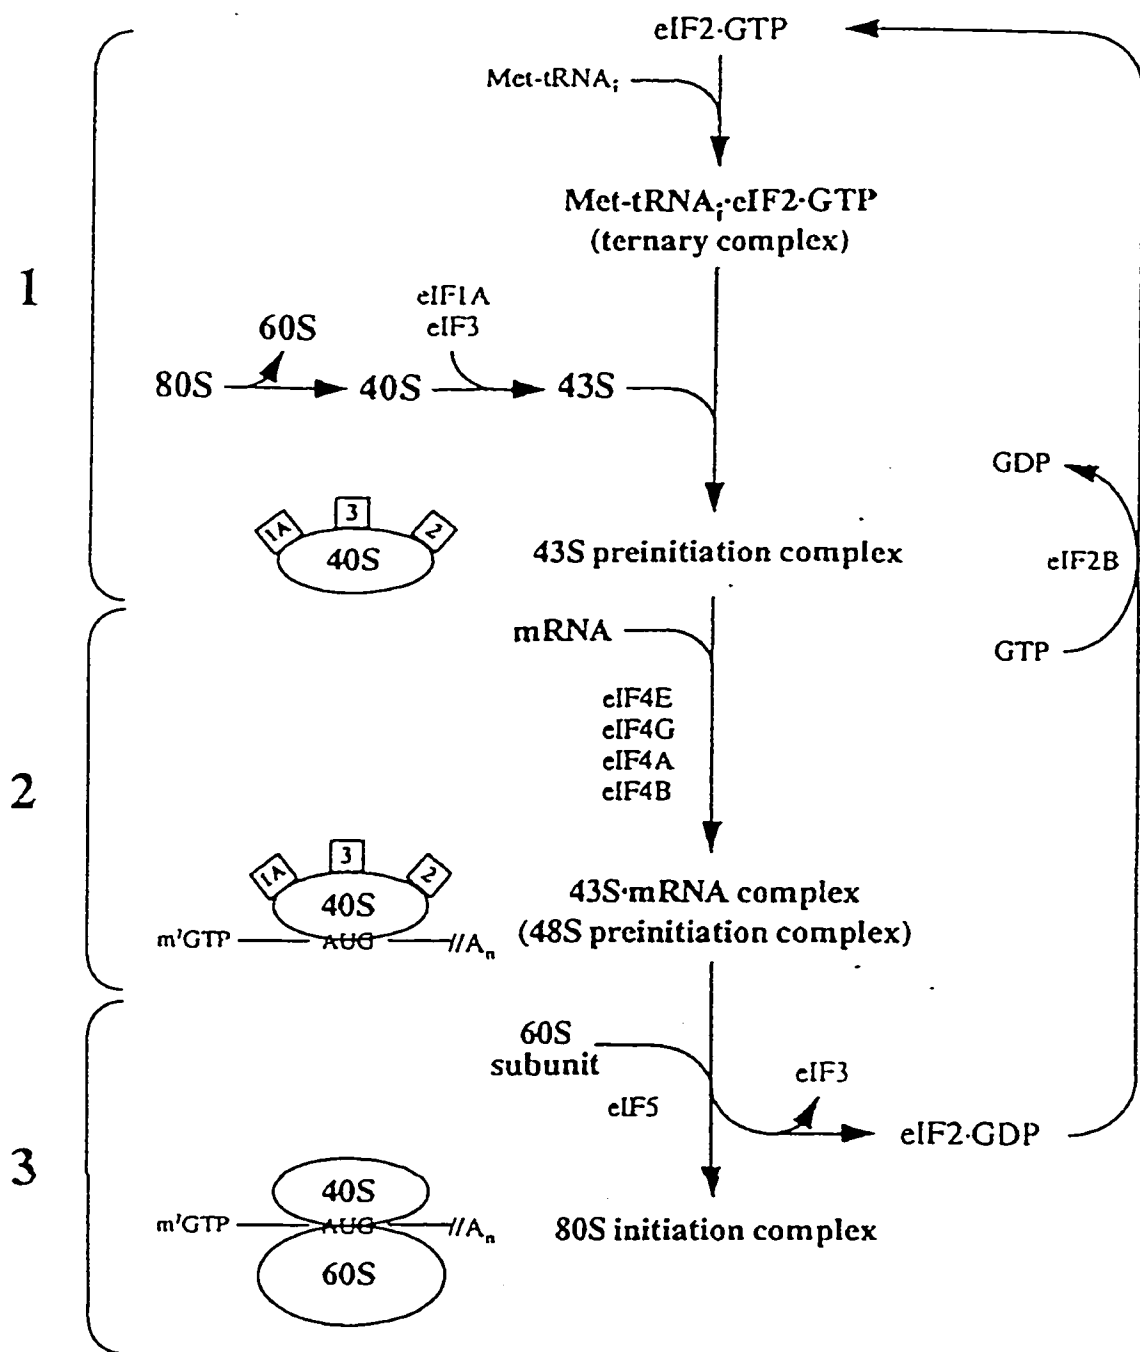 eIF2·GTP
Met-tRNAᵢ
Met-tRNAᵢ·eIF2·GTP
(ternary complex)
1
eIF1A
eIF3
60S
80S
40S
43S
GDP
1A
3
2
40S
43S preinitiation complex
eIF2B
mRNA
GTP
eIF4E
eIF4G
eIF4A
eIF4B
2
1A
3
2
40S
43S·mRNA complex
m⁷GTP
AUG
//Aₙ
(48S preinitiation complex)
60S
subunit
eIF3
eIF5
eIF2·GDP
3
40S
m⁷GTP
AUG
//Aₙ
80S initiation complex
60S